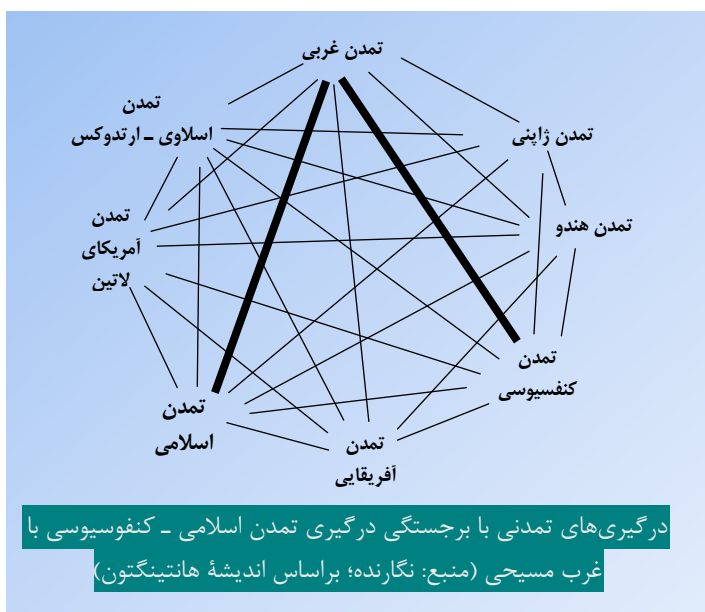 تمدن غربی
تمدن
اسلاوی ـ ارتدوکس
تمدن ژاپنی
تمدن
آمریکای
لاتین
تمدن هندو
تمدن
کنفسیوسی
تمدن
اسلامی
تمدن
آفریقایی
درگیری‌های تمدنی با برجستگی درگیری تمدن اسلامی ـ کنفوسیوسی با
غرب مسیحی (منبع: نگارنده؛ براساس اندیشهٔ هانتینگتون)